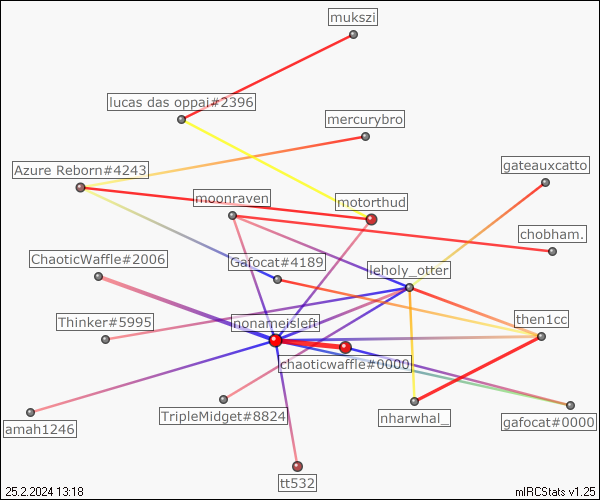 mukszi
lucas das oppai#2396
mercurybro
Azure Reborn#4243
gateauxcatto
moonraven
motorthud
chobham.
ChaoticWaffle#2006
Gafocat#4189
leholy_otter
Thinker#5995
nonameisleft
then1cc
chaoticwaffle#0000
amah1246
TripleMidget#8824
nharwhal_
gafocat#0000
tt532
25.2.2024 13:18
mIRCStats v1.25